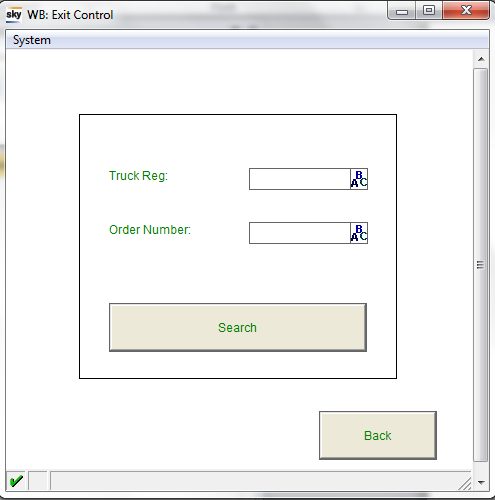 sky WB: Exit Control
System
Truck Reg:
B
A C
Order Number:
B
A C
Search
Back